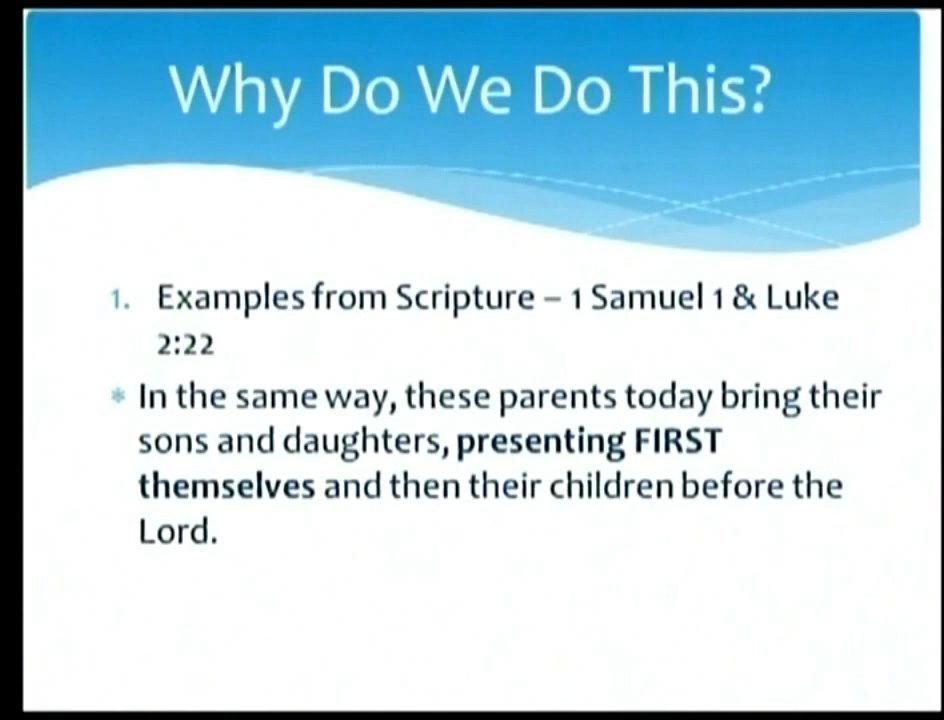 Why Do We Do This?
1. Examples from Scripture – 1 Samuel 1 & Luke
2:22
* In the same way, these parents today bring their
sons and daughters, presenting FIRST
themselves and then their children before the
Lord.